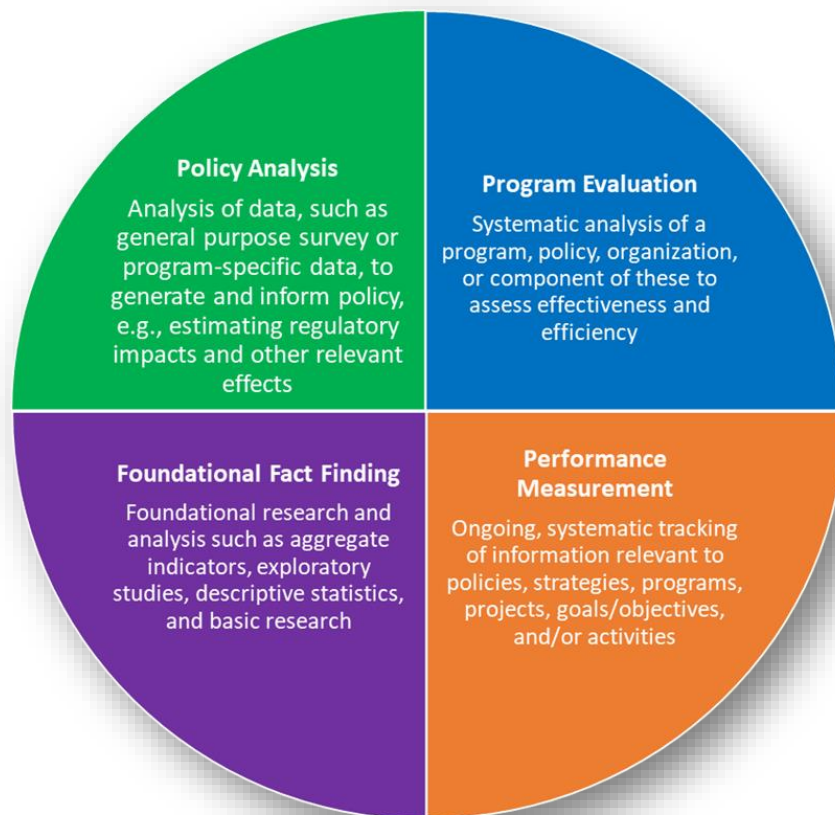 Policy Analysis
Analysis of data, such as
general purpose survey or
program-specific data, to
generate and inform policy,
e.g., estimating regulatory
impacts and other relevant
effects
Program Evaluation
Systematic analysis of a
program, policy, organization,
or component of these to
assess effectiveness and
efficiency
Foundational Fact Finding
Foundational research and
analysis such as aggregate
indicators, exploratory
studies, descriptive statistics,
and basic research
Performance
Measurement
Ongoing, systematic tracking
of information relevant to
policies, strategies, programs,
projects, goals/objectives,
and/or activities